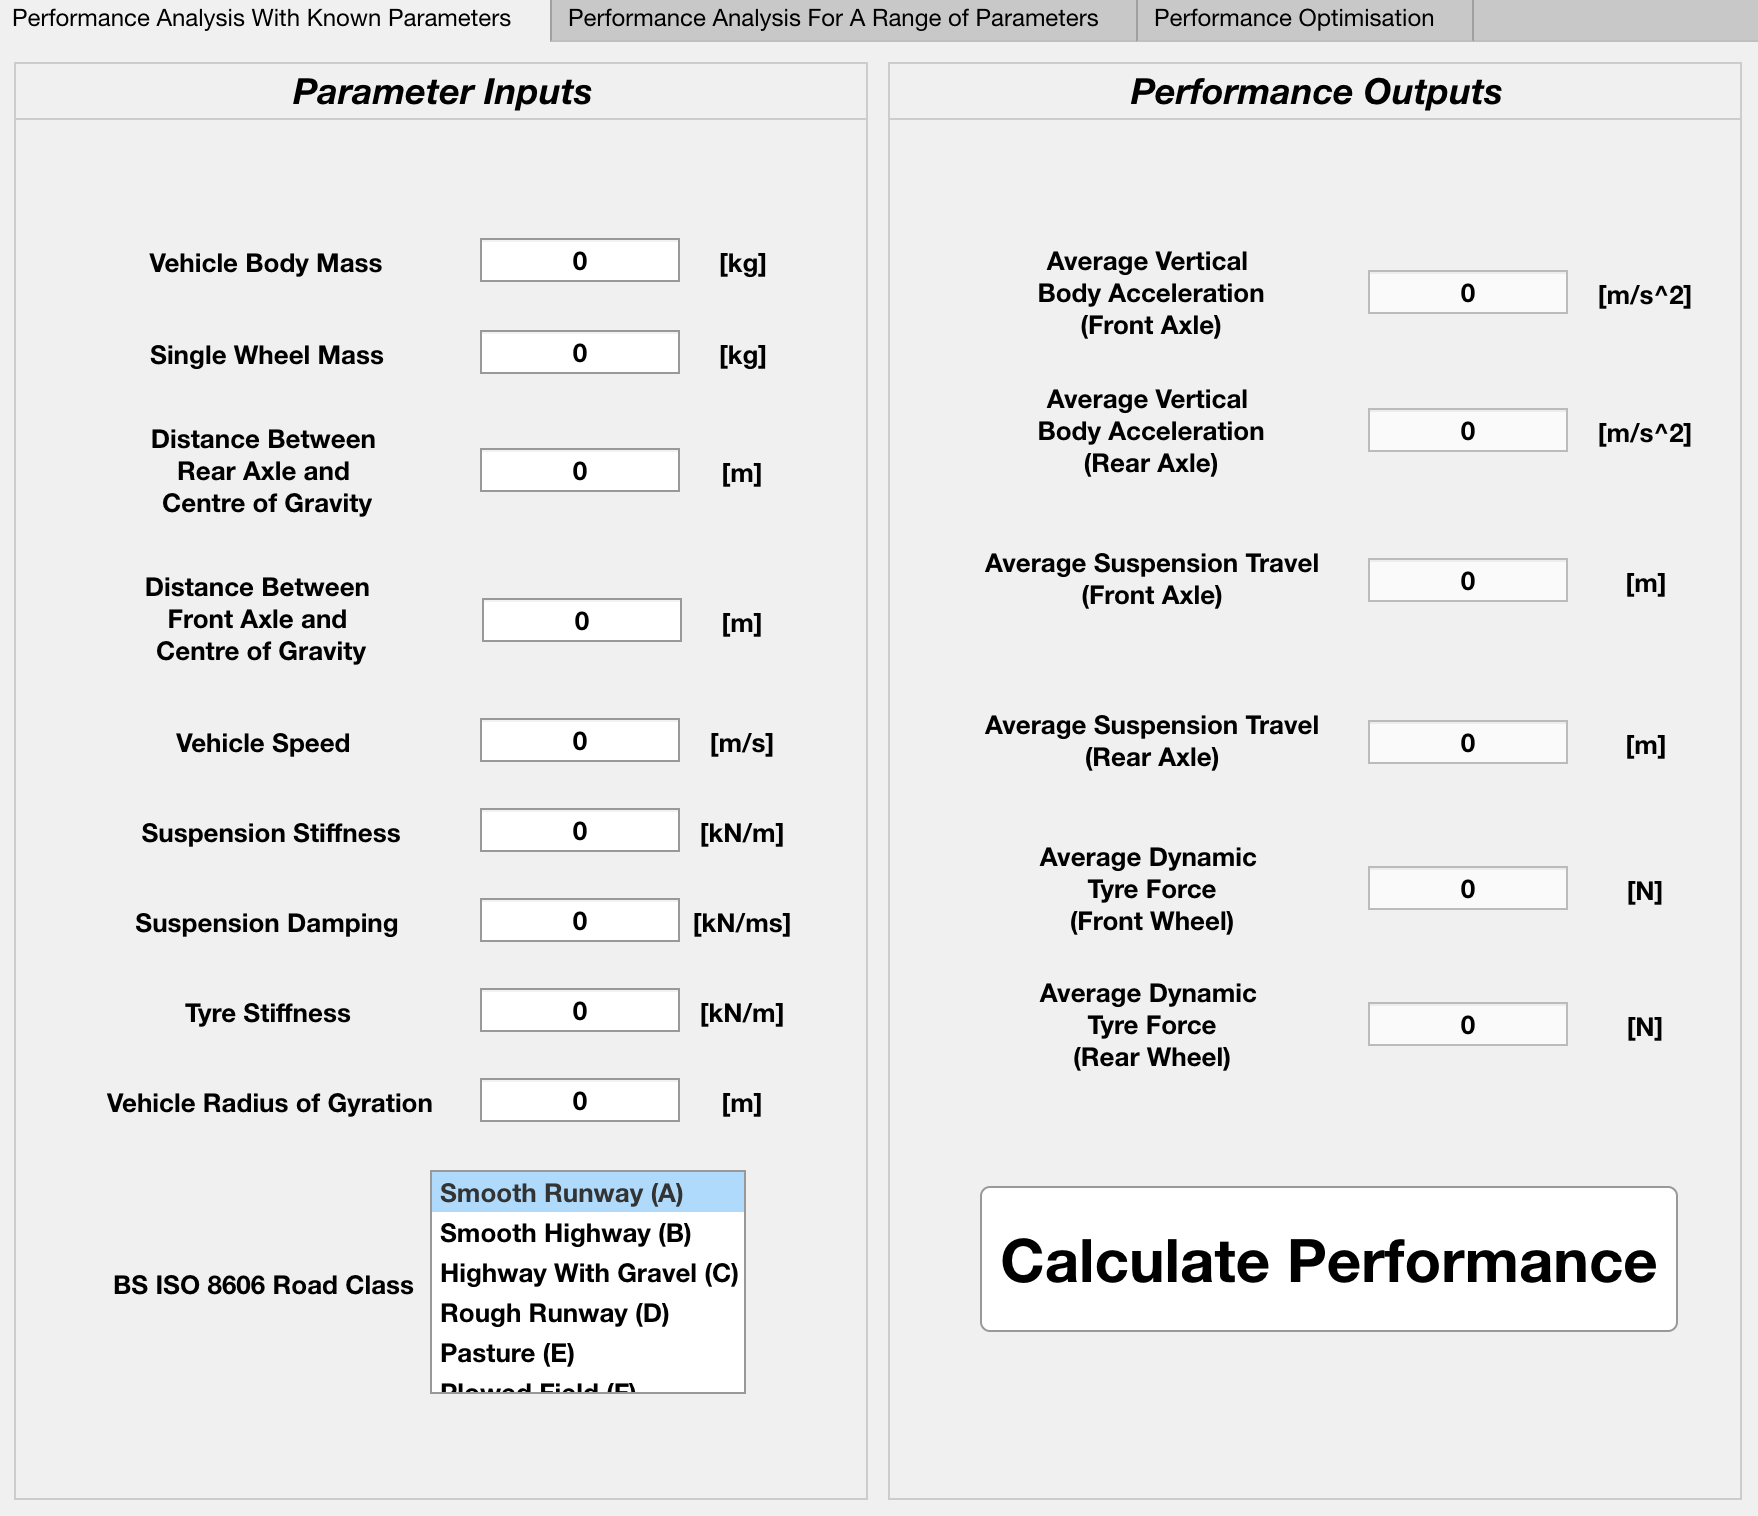 Performance Analysis With Known Parameters
Performance Analysis For A Range of Parameters
Performance Optimisation
Parameter Inputs
Vehicle Body Mass 0 [kg]
Single Wheel Mass 0 [kg]
Distance Between
Rear Axle and
Centre of Gravity
0 [m]
Distance Between
Front Axle and
Centre of Gravity
0 [m]
Vehicle Speed 0 [m/s]
Suspension Stiffness 0 [kN/m]
Suspension Damping 0 [kN/ms]
Tyre Stiffness 0 [kN/m]
Vehicle Radius of Gyration 0 [m]
BS ISO 8606 Road Class
Smooth Runway (A)
Smooth Highway (B)
Highway With Gravel (C)
Rough Runway (D)
Pasture (E)
Plowed Field (F)
Performance Outputs
Average Vertical
Body Acceleration
(Front Axle)
0 [m/s^2]
Average Vertical
Body Acceleration
(Rear Axle)
0 [m/s^2]
Average Suspension Travel
(Front Axle)
0 [m]
Average Suspension Travel
(Rear Axle)
0 [m]
Average Dynamic
Tyre Force
(Front Wheel)
0 [N]
Average Dynamic
Tyre Force
(Rear Wheel)
0 [N]
Calculate Performance